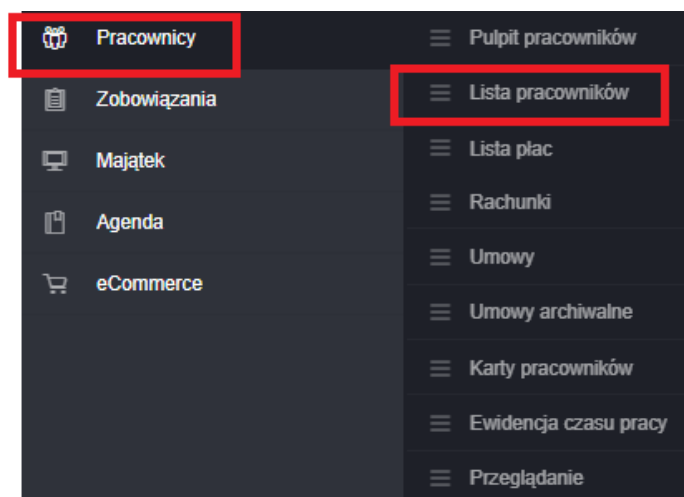 Pracownicy
Zobowiązania
Majątek
Agenda
eCommerce
Pulpit pracowników
Lista pracowników
Lista płac
Rachunki
Umowy
Umowy archiwalne
Karty pracowników
Ewidencja czasu pracy
Przeglądanie